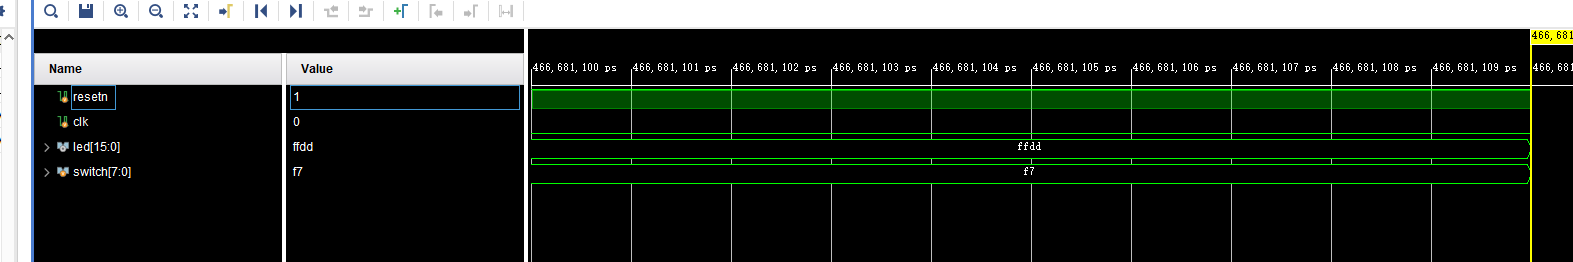 466,681
Name Value
466,681,100 ps 466,681,101 ps 466,681,102 ps 466,681,103 ps 466,681,104 ps 466,681,105 ps 466,681,106 ps 466,681,107 ps 466,681,108 ps 466,681,109 ps 466,681
resetn 1
clk 0
led[15:0] ffdd ffdd
switch[7:0] f7 f7